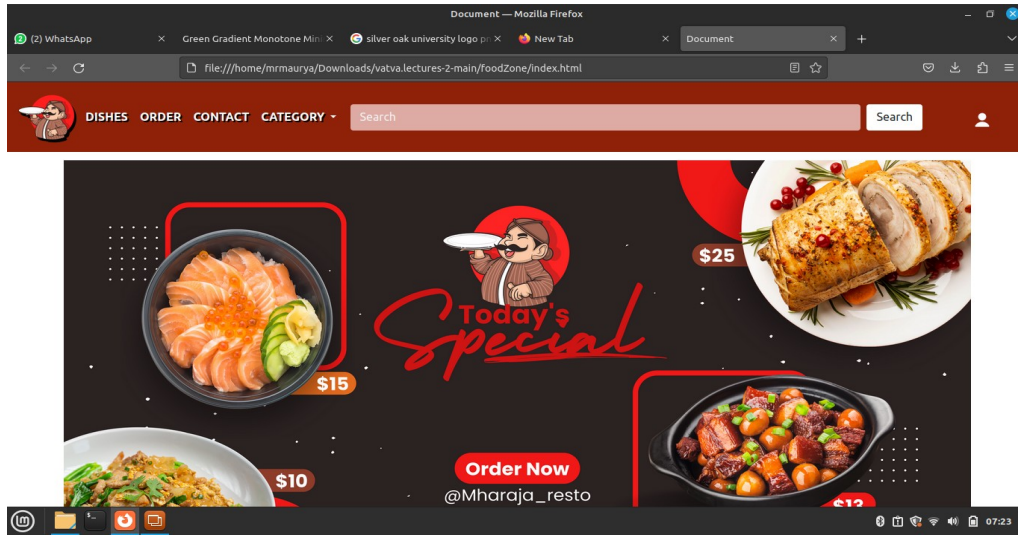 Document — Mozilla Firefox
(2) WhatsApp
Green Gradient Monotone Mini
silver oak university logo pn
New Tab
Document
file:///home/mrmaurya/Downloads/vatva.lectures-2-main/foodZone/index.html
DISHES ORDER CONTACT CATEGORY
Search
Search
$25
Today's
Special
$15
$10
Order Now
@Mharaja_resto
$13
07:23